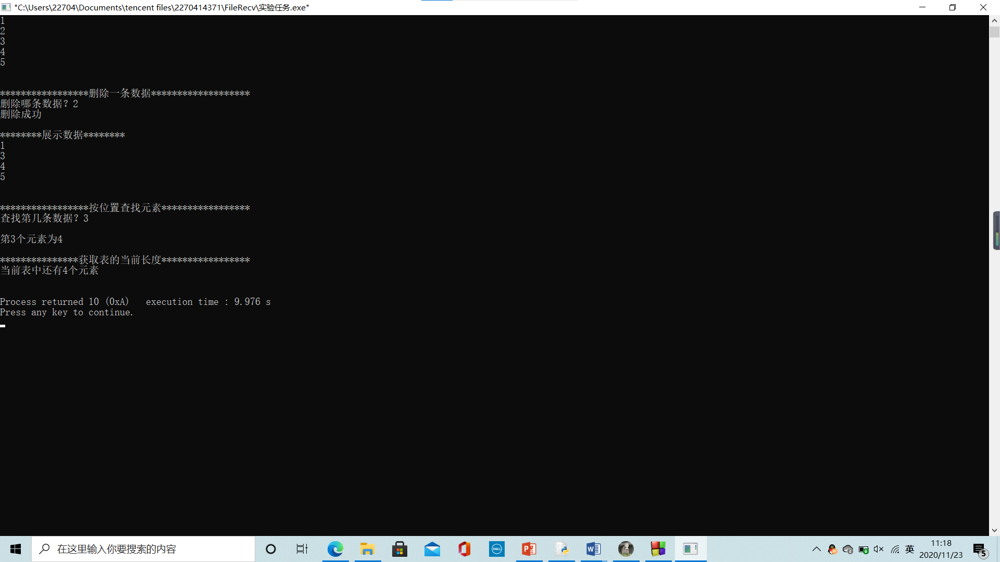 "C:\Users\22704\Documents\tencent files\2270414371\FileRecv\实验任务.exe"
1
2
3
4
5
*****************删除一条数据*******************
删除哪条数据？2
删除成功
********展示数据********
1
3
4
5
*****************按位置查找元素*****************
查找第几条数据？3
第3个元素为4
***************获取表的当前长度*****************
当前表中还有4个元素
Process returned 10 (0xA)   execution time : 9.976 s
Press any key to continue.
在这里输入你要搜索的内容
DELL
英
11:18
2020/11/23
5